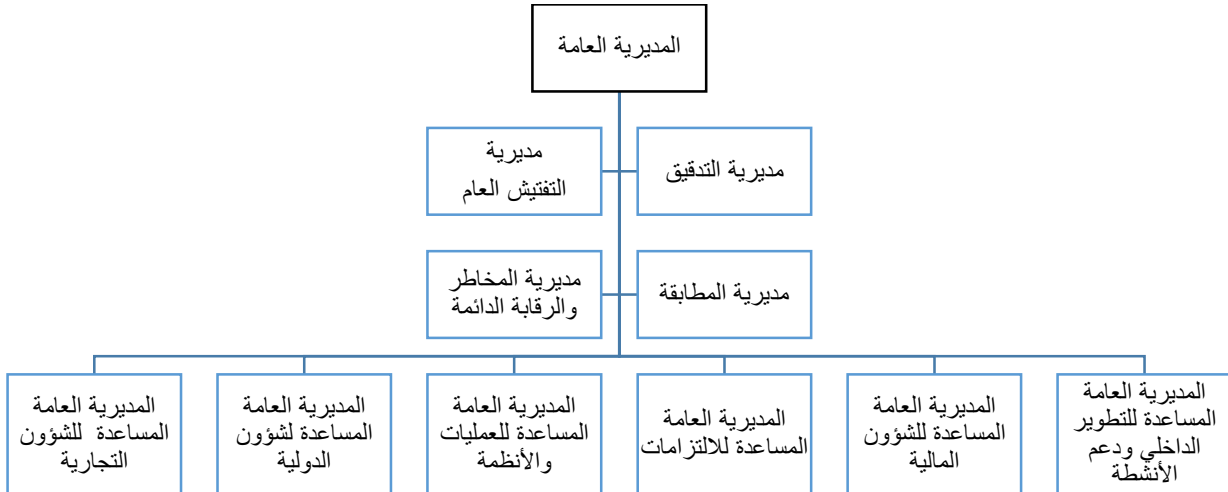 المديرية العامة
مديرية التدقيق
مديرية
التفتيش العام
مديرية المطابقة
مديرية المخاطر
والرقابة الدائمة
المديرية العامة
المساعدة للتطوير
الداخلي ودعم
الأنشطة
المديرية العامة
المساعدة للشؤون
المالية
المديرية العامة
المساعدة للالتزامات
المديرية العامة
المساعدة للعمليات
والأنظمة
المديرية العامة
المساعدة لشؤون
الدولية
المديرية العامة
المساعدة للشؤون
التجارية